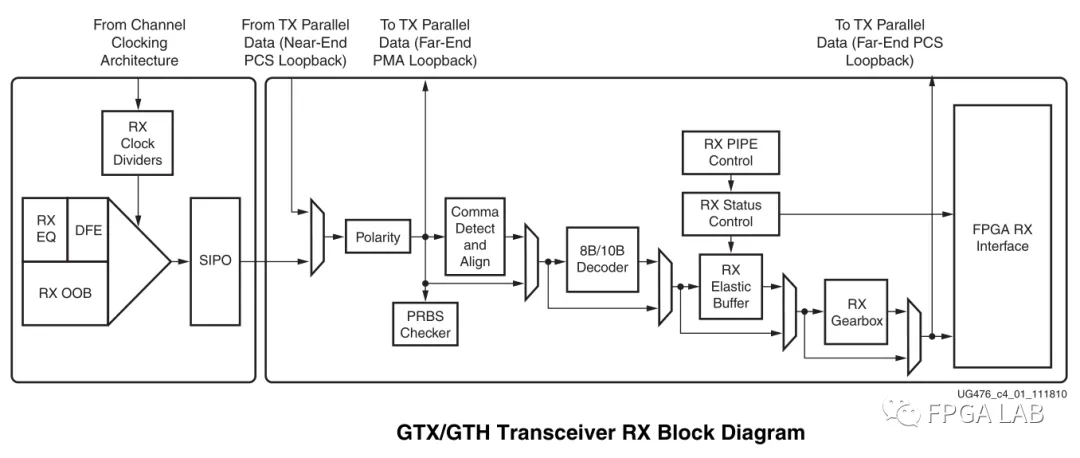 From Channel
Clocking
Architecture
From TX Parallel
Data (Near-End
PCS Loopback)
To TX Parallel
Data (Far-End
PMA Loopback)
To TX Parallel
Data (Far-End PCS
Loopback)
RX
Clock
Dividers
RX
EQ
DFE
RX OOB
SIPO
Polarity
Comma
Detect
and
Align
PRBS
Checker
8B/10B
Decoder
RX PIPE
Control
RX Status
Control
RX
Elastic
Buffer
RX
Gearbox
FPGA RX
Interface
UG476_c4_01_111810
FPGA LAB
GTX/GTH Transceiver RX Block Diagram